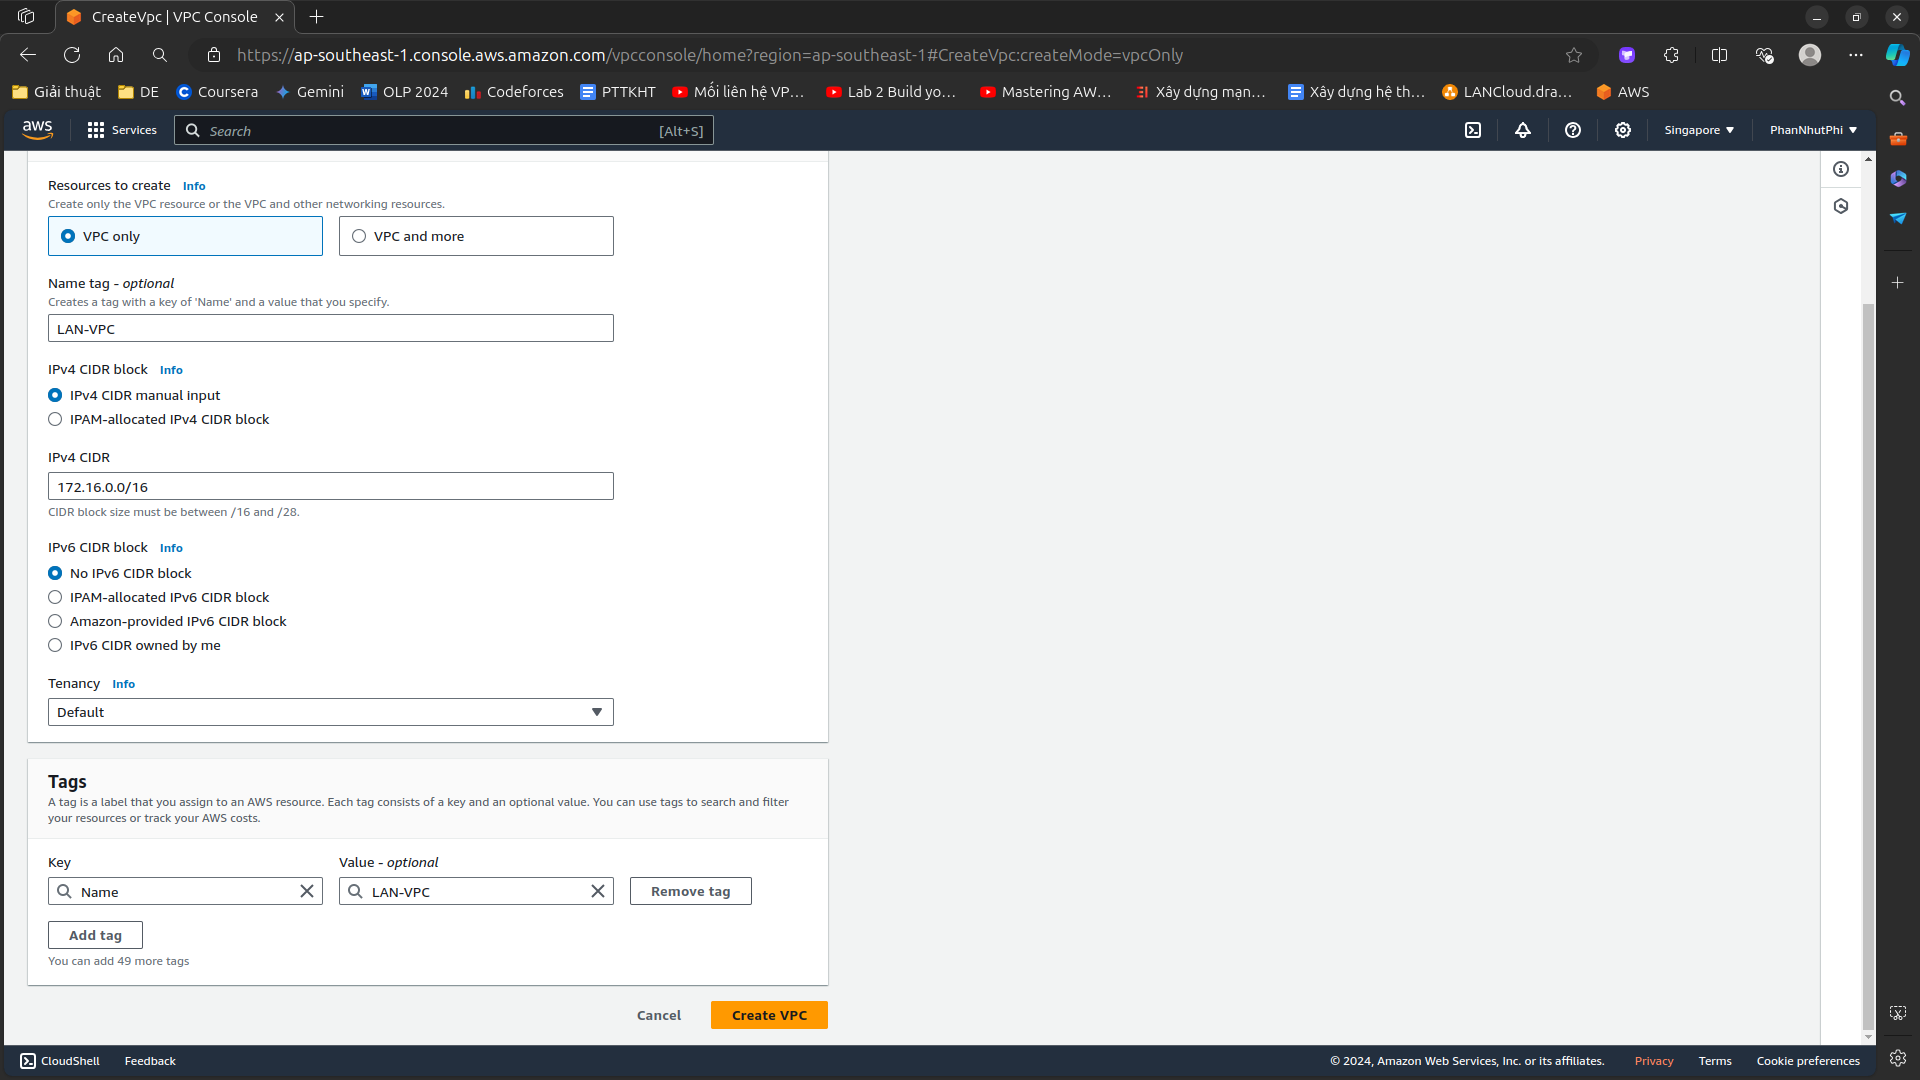 CreateVpc | VPC Console
https://ap-southeast-1.console.aws.amazon.com/vpcconsole/home?region=ap-southeast-1#CreateVpc:createMode=vpcOnly
Giải thuật DE Coursera Gemini OLP 2024 Codeforces PTTKHT Mối liên hệ VP... Lab 2 Build yo... Mastering AW... Xây dựng mạn... Xây dựng hệ th... LANCloud.dra... AWS
aws Services Search [Alt+S] Singapore PhanNhutPhi
Resources to create Info
Create only the VPC resource or the VPC and other networking resources.
VPC only VPC and more
Name tag - optional
Creates a tag with a key of 'Name' and a value that you specify.
LAN-VPC
IPv4 CIDR block Info
IPv4 CIDR manual input
IPAM-allocated IPv4 CIDR block
IPv4 CIDR
172.16.0.0/16
CIDR block size must be between /16 and /28.
IPv6 CIDR block Info
No IPv6 CIDR block
IPAM-allocated IPv6 CIDR block
Amazon-provided IPv6 CIDR block
IPv6 CIDR owned by me
Tenancy Info
Default
Tags
A tag is a label that you assign to an AWS resource. Each tag consists of a key and an optional value. You can use tags to search and filter
your resources or track your AWS costs.
Key Value - optional
Name LAN-VPC Remove tag
Add tag
You can add 49 more tags
Cancel Create VPC
CloudShell Feedback © 2024, Amazon Web Services, Inc. or its affiliates. Privacy Terms Cookie preferences